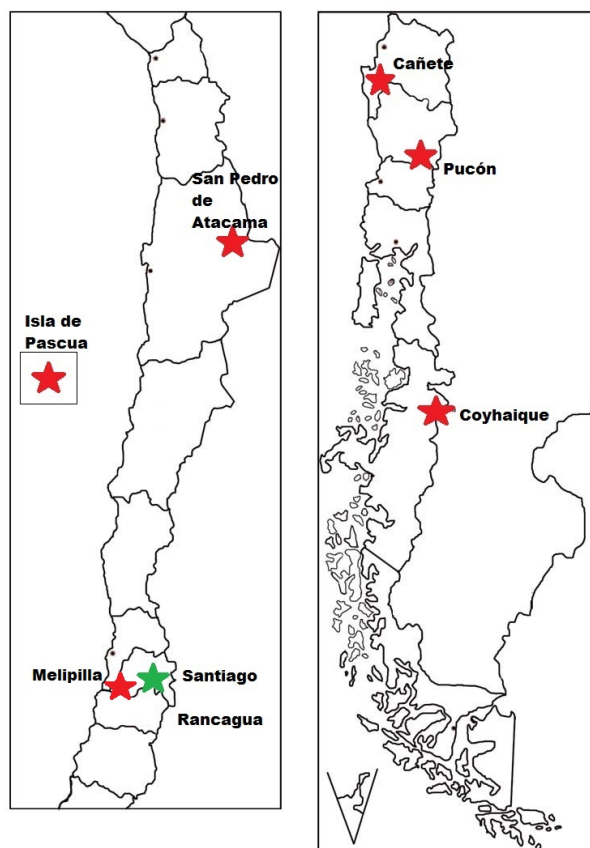 San Pedro
de
Atacama
Isla de
Pascua
Melipilla
Santiago
Rancagua
Cañete
Pucón
Coyhaique